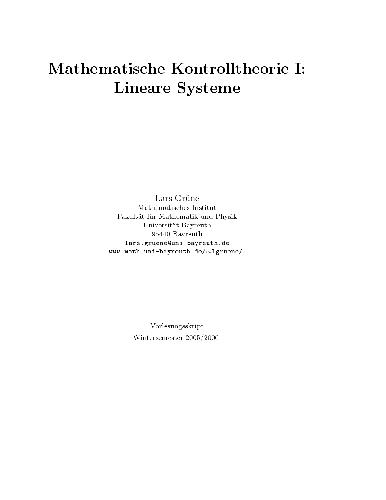 Mathematische Kontrolltheorie I:
Lineare Systeme
Lars Grüne
Mathematisches Institut
Fakultät für Mathematik und Physik
Universität Bayreuth
95440 Bayreuth
lars.gruene@uni-bayreuth.de
www.math.uni-bayreuth.de/~lgruene/
Vorlesungsskript
Wintersemester 2005/2006